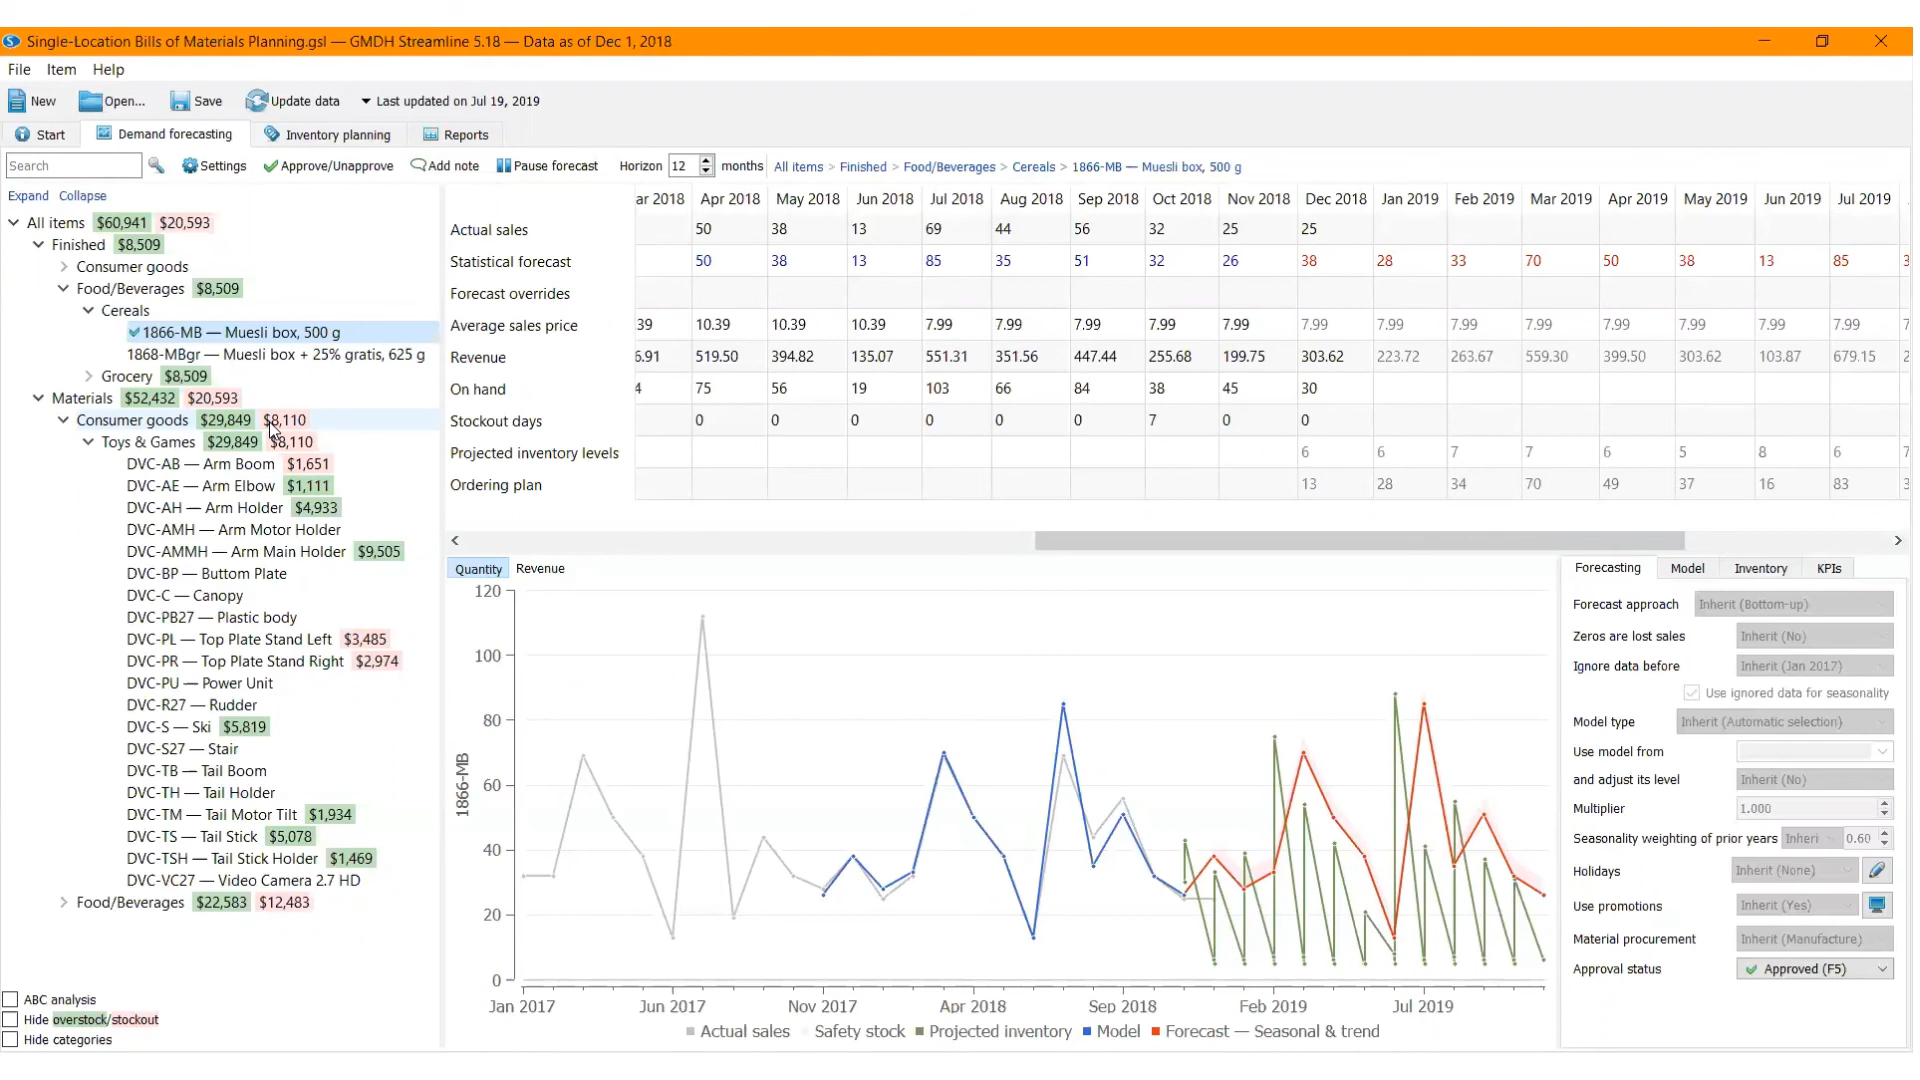 Single-Location Bills of Materials Planning.gsl — GMDH Streamline 5.18 — Data as of Dec 1, 2018
File Item Help
New Open... Save Update data Last updated on Jul 19, 2019
Start Demand forecasting Inventory planning Reports
Search Settings Approve/Unapprove Add note Pause forecast Horizon 12 months All items > Finished > Food/Beverages > Cereals > 1866-MB — Muesli box, 500 g
Expand Collapse
All items $60,941 $20,593
Finished $8,509
Consumer goods
Food/Beverages $8,509
Cereals
1866-MB — Muesli box, 500 g
1868-MBgr — Muesli box + 25% gratis, 625 g
Grocery $8,509
Materials $52,432 $20,593
Consumer goods $29,849 $8,110
Toys & Games $29,849 $8,110
DVC-AB — Arm Boom $1,651
DVC-AE — Arm Elbow $1,111
DVC-AH — Arm Holder $4,933
DVC-AMH — Arm Motor Holder
DVC-AMMH — Arm Main Holder $9,505
DVC-BP — Buttom Plate
DVC-C — Canopy
DVC-PB27 — Plastic body
DVC-PL — Top Plate Stand Left $3,485
DVC-PR — Top Plate Stand Right $2,974
DVC-PU — Power Unit
DVC-R27 — Rudder
DVC-S — Ski $5,819
DVC-S27 — Stair
DVC-TB — Tail Boom
DVC-TH — Tail Holder
DVC-TM — Tail Motor Tilt $1,934
DVC-TS — Tail Stick $5,078
DVC-TSH — Tail Stick Holder $1,469
DVC-VC27 — Video Camera 2.7 HD
Food/Beverages $22,583 $12,483
ABC analysis
Hide overstock/stockout
Hide categories
ar 2018 Apr 2018 May 2018 Jun 2018 Jul 2018 Aug 2018 Sep 2018 Oct 2018 Nov 2018 Dec 2018 Jan 2019 Feb 2019 Mar 2019 Apr 2019 May 2019 Jun 2019 Jul 2019
Actual sales 50 38 13 69 44 56 32 25 25
Statistical forecast 50 38 13 85 35 51 32 26 38 28 33 70 50 38 13 85 3
Forecast overrides
Average sales price 39 10.39 10.39 10.39 7.99 7.99 7.99 7.99 7.99 7.99 7.99 7.99 7.99 7.99 7.99 7.99 7.99 7
Revenue 6.91 519.50 394.82 135.07 551.31 351.56 447.44 255.68 199.75 303.62 223.72 263.67 559.30 399.50 303.62 103.87 679.15 2
On hand 4 75 56 19 103 66 84 38 45 30
Stockout days 0 0 0 0 0 0 7 0 0
Projected inventory levels 6 6 7 7 6 5 8 6 7
Ordering plan 13 28 34 70 49 37 16 83 3
Quantity Revenue
120
100
80
60
40
20
0
1866-MB
Jan 2017 Jun 2017 Nov 2017 Apr 2018 Sep 2018 Feb 2019 Jul 2019
Actual sales Safety stock Projected inventory Model Forecast — Seasonal & trend
Forecasting Model Inventory KPIs
Forecast approach Inherit (Bottom-up)
Zeros are lost sales Inherit (No)
Ignore data before Inherit (Jan 2017)
Use ignored data for seasonality
Model type Inherit (Automatic selection)
Use model from
and adjust its level Inherit (No)
Multiplier 1.000
Seasonality weighting of prior years Inheri 0.60
Holidays Inherit (None)
Use promotions Inherit (Yes)
Material procurement Inherit (Manufacture)
Approval status Approved (F5)